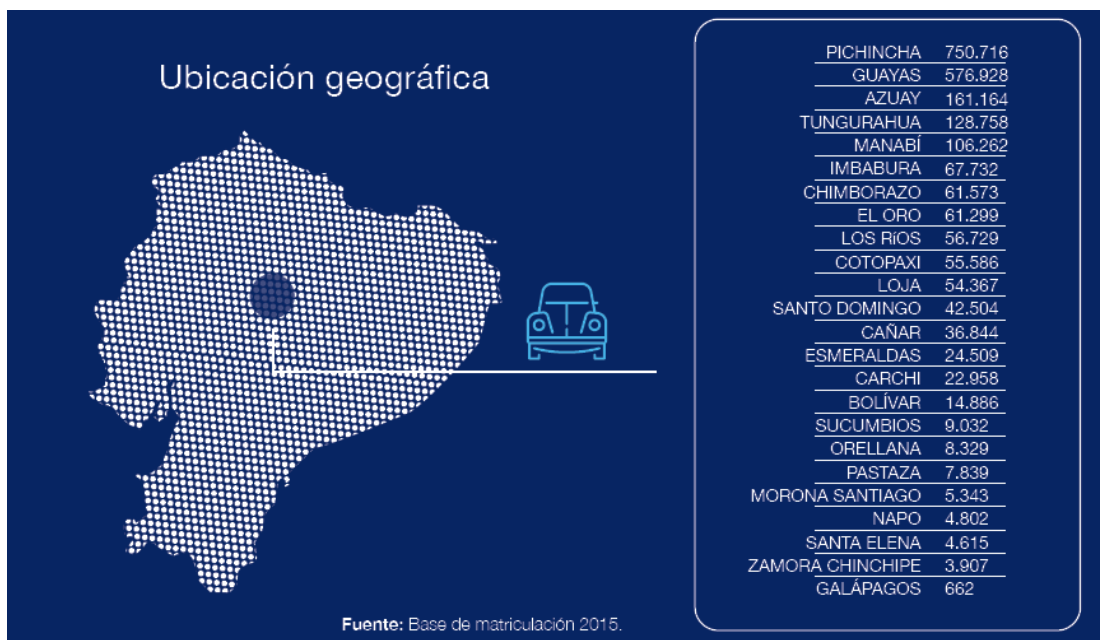 Ubicación geográfica
PICHINCHA 750.716
GUAYAS 576.928
AZUAY 161.164
TUNGURAHUA 128.758
MANABÍ 106.262
IMBABURA 67.732
CHIMBORAZO 61.573
EL ORO 61.299
LOS RíOS 56.729
COTOPAXI 55.586
LOJA 54.367
SANTO DOMINGO 42.504
CAÑAR 36.844
ESMERALDAS 24.509
CARCHI 22.958
BOLÍVAR 14.886
SUCUMBIOS 9.032
ORELLANA 8.329
PASTAZA 7.839
MORONA SANTIAGO 5.343
NAPO 4.802
SANTA ELENA 4.615
ZAMORA CHINCHIPE 3.907
GALÁPAGOS 662
Fuente: Base de matriculación 2015.